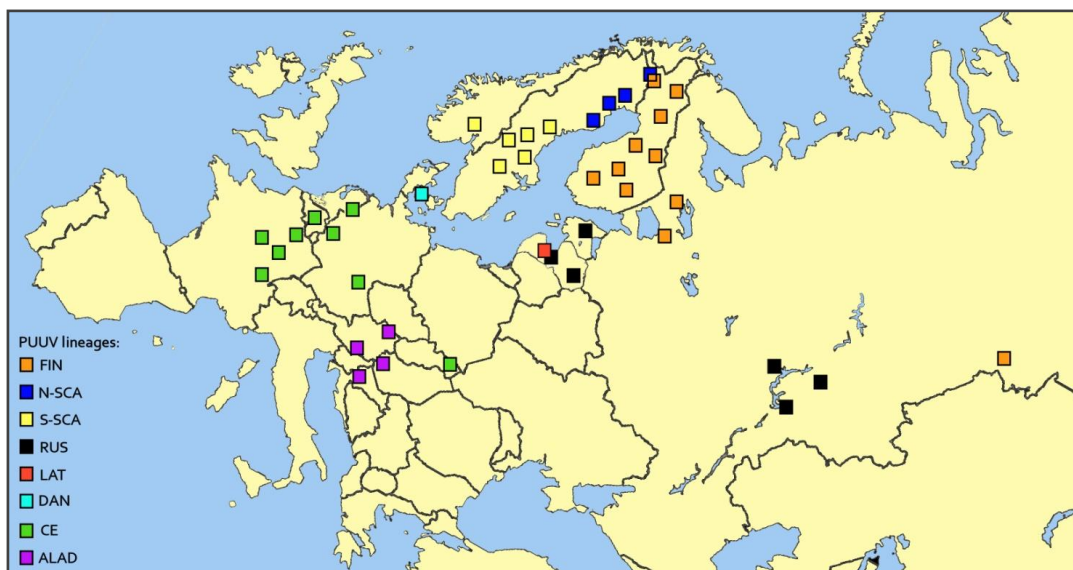 PUUV lineages:
FIN
N-SCA
S-SCA
RUS
LAT
DAN
CE
ALAD